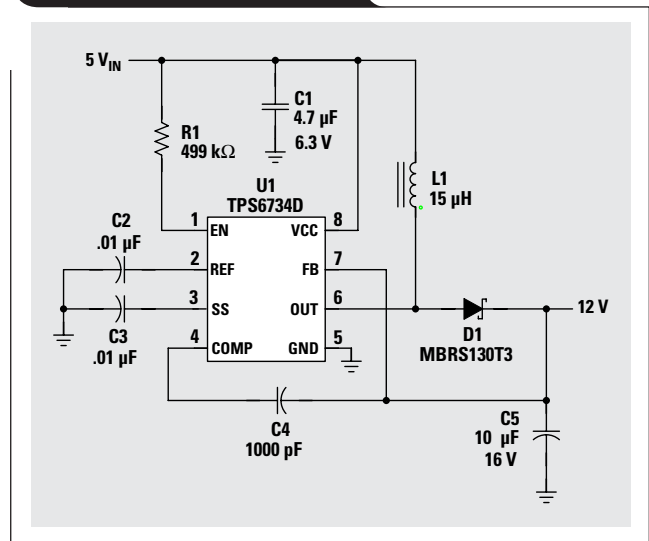 5 V_IN
C1
4.7 µF
6.3 V
R1
499 kΩ
L1
15 µH
U1
TPS6734D
C2
.01 µF
1
EN
VCC
8
2
REF
FB
7
3
SS
OUT
6
12 V
C3
.01 µF
4
COMP
GND
5
D1
MBRS130T3
C4
1000 pF
C5
10 µF
16 V